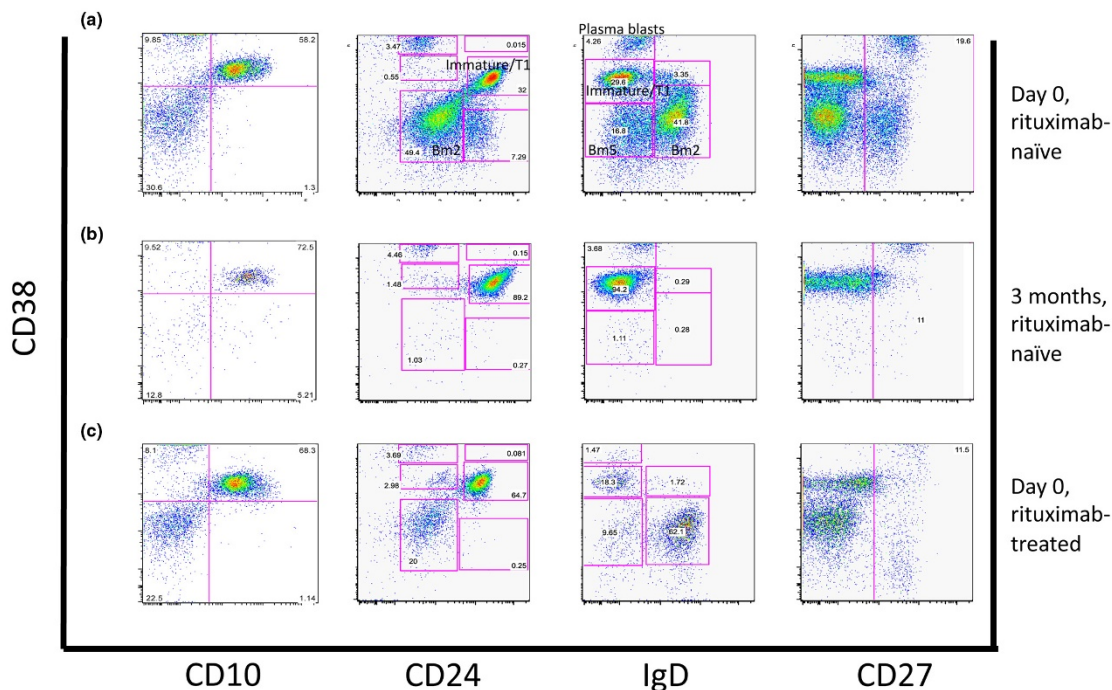 (a)
9.85
58.2
30.6
1.3
3.47
0.015
0.55
Immature/T1
32
49.4
Bm2
7.29
Plasma blasts
4.26
29.6
3.35
Immature/T1
16.8
41.8
Bm5
Bm2
19.6
Day 0,
rituximab-
naïve
(b)
9.52
72.5
12.8
5.21
4.46
0.15
1.48
89.2
1.03
0.27
3.68
94.2
0.29
1.11
0.28
11
3 months,
rituximab-
naïve
(c)
8.1
68.3
22.5
1.14
3.69
0.081
2.98
64.7
20
0.25
1.47
18.3
1.72
9.65
62.1
11.5
Day 0,
rituximab-
treated
CD38
CD10
CD24
IgD
CD27